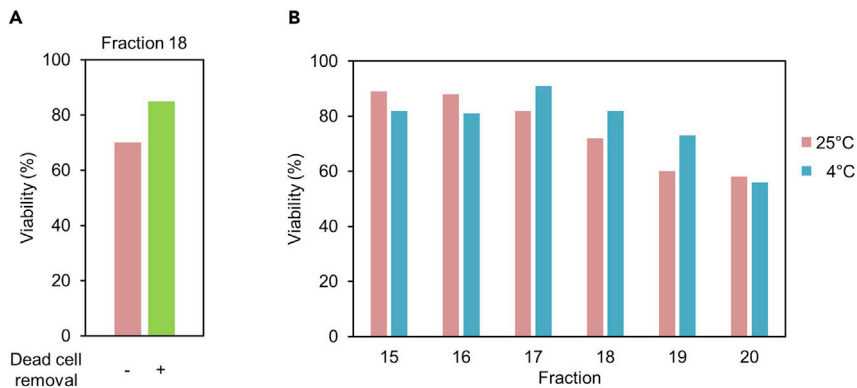 A
Fraction 18
Viability (%)
100
80
60
40
20
0
Dead cell
removal
- +
B
Viability (%)
100
80
60
40
20
0
15 16 17 18 19 20
Fraction
25°C
4°C